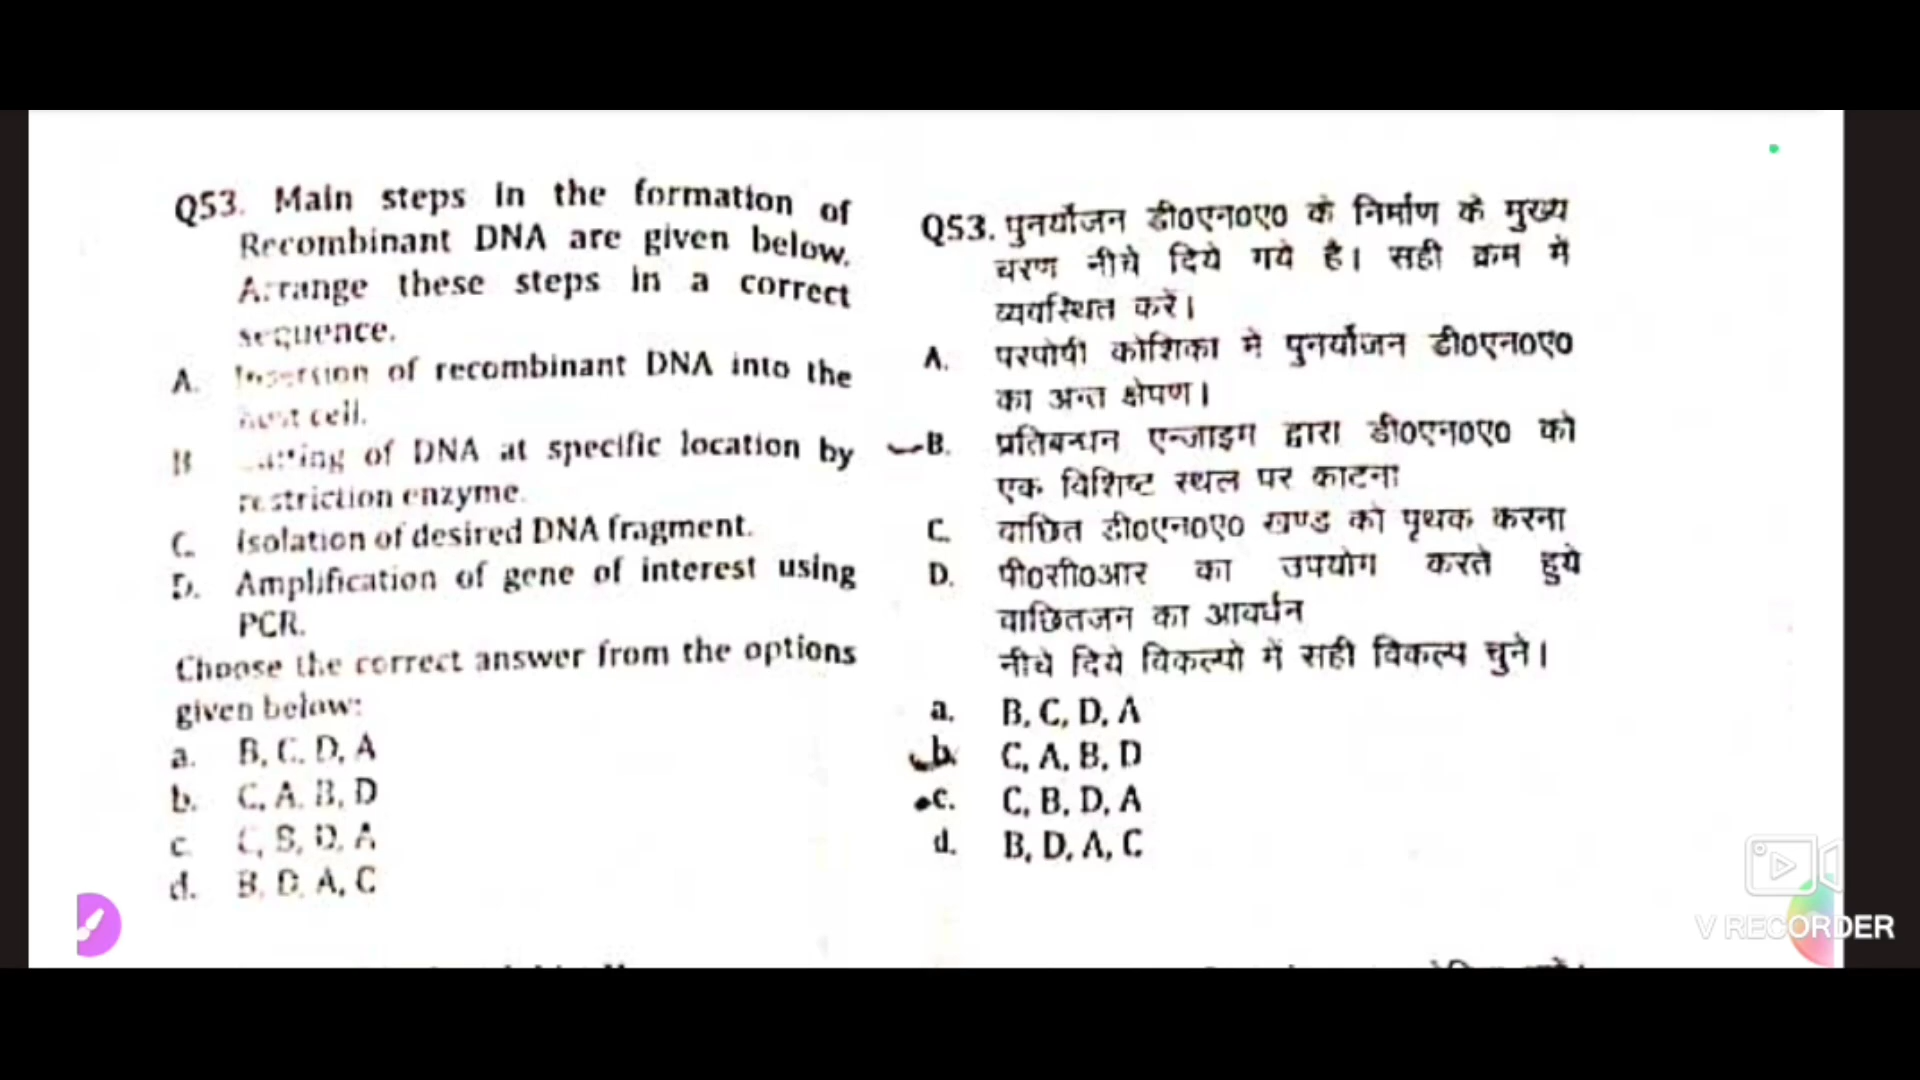 Q53. Main steps in the formation of
Recombinant DNA are given below.
Arrange these steps in a correct
sequence.
A. Insertion of recombinant DNA into the
host cell.
B of DNA at specific location by
restriction enzyme.
C. Isolation of desired DNA fragment.
D. Amplification of gene of interest using
PCR.
Choose the correct answer from the options
given below:
a. B, C, D, A
b. C, A, B, D
c. C, B, D, A
d. B, D, A, C
Q53. पुनर्योजन डी०एन०ए० के निर्माण के मुख्य
चरण नीचे दिये गये है। सही क्रम में
व्यवस्थित करें।
A. परपोषी कोशिका मे पुनर्योजन डी०एन०ए०
का अन्त क्षेपण।
B. प्रतिबन्धन एन्जाइम द्वारा डी०एन०ए० को
एक विशिष्ट स्थल पर काटना
C. वाछित डी०एन०ए० खण्ड को पृथक करना
D. पी०सी०आर का उपयोग करते हुये
वाछितजन का आवर्धन
नीचे दिये विकल्पो में सही विकल्प चुने।
a. B, C, D, A
b. C, A, B, D
c. C, B, D, A
d. B, D, A, C
V RECORDER